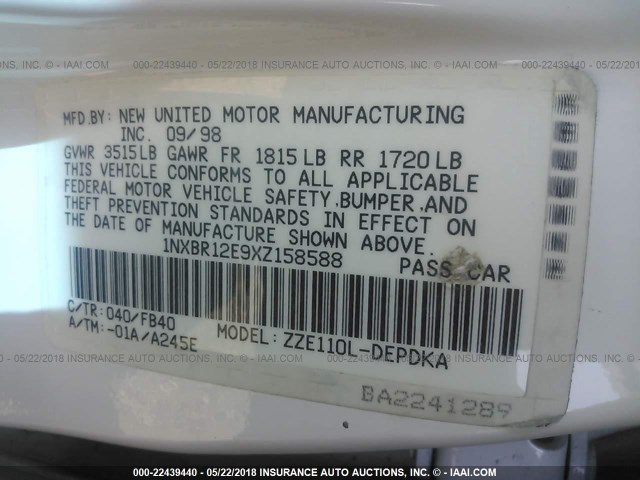 000-22439440 - 05/22/2018 INSURANCE AUTO AUCTIONS, INC. - IAAI.COM
MFD.BY: NEW UNITED MOTOR MANUFACTURING
INC. 09/98
GVWR 3515LB GAWR FR 1815LB RR 1720LB
THIS VEHICLE CONFORMS TO ALL APPLICABLE
FEDERAL MOTOR VEHICLE SAFETY,BUMPER,AND
THEFT PREVENTION STANDARDS IN EFFECT ON
THE DATE OF MANUFACTURE SHOWN ABOVE.
1NXBR12E9XZ158588 PASS CAR
C/TR:040/FB40
A/TM:-01A/A245E MODEL: ZZE110L-DEPDKA
BA2241289
000-22439440 - 05/22/2018 INSURANCE AUTO AUCTIONS, INC. - IAAI.COM